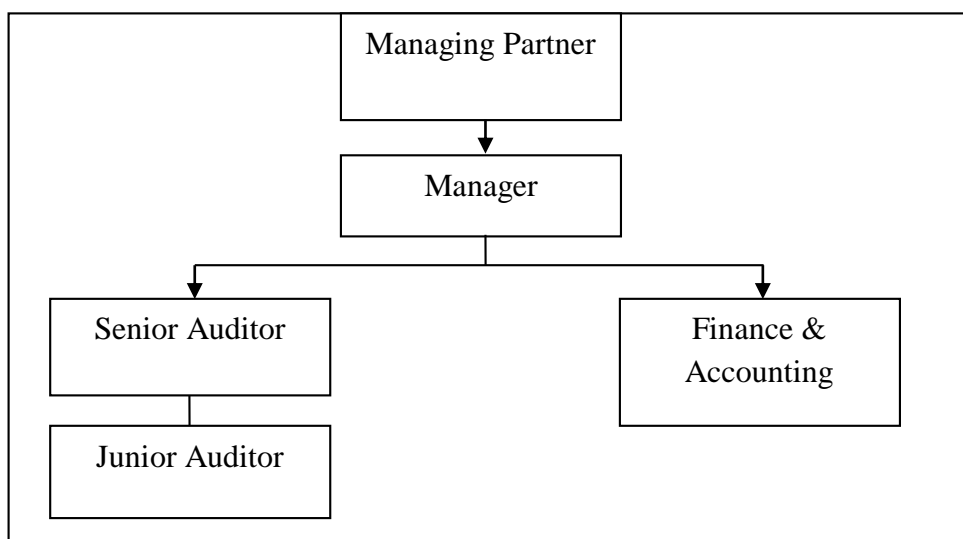 Managing Partner
Manager
Senior Auditor
Finance &
Accounting
Junior Auditor